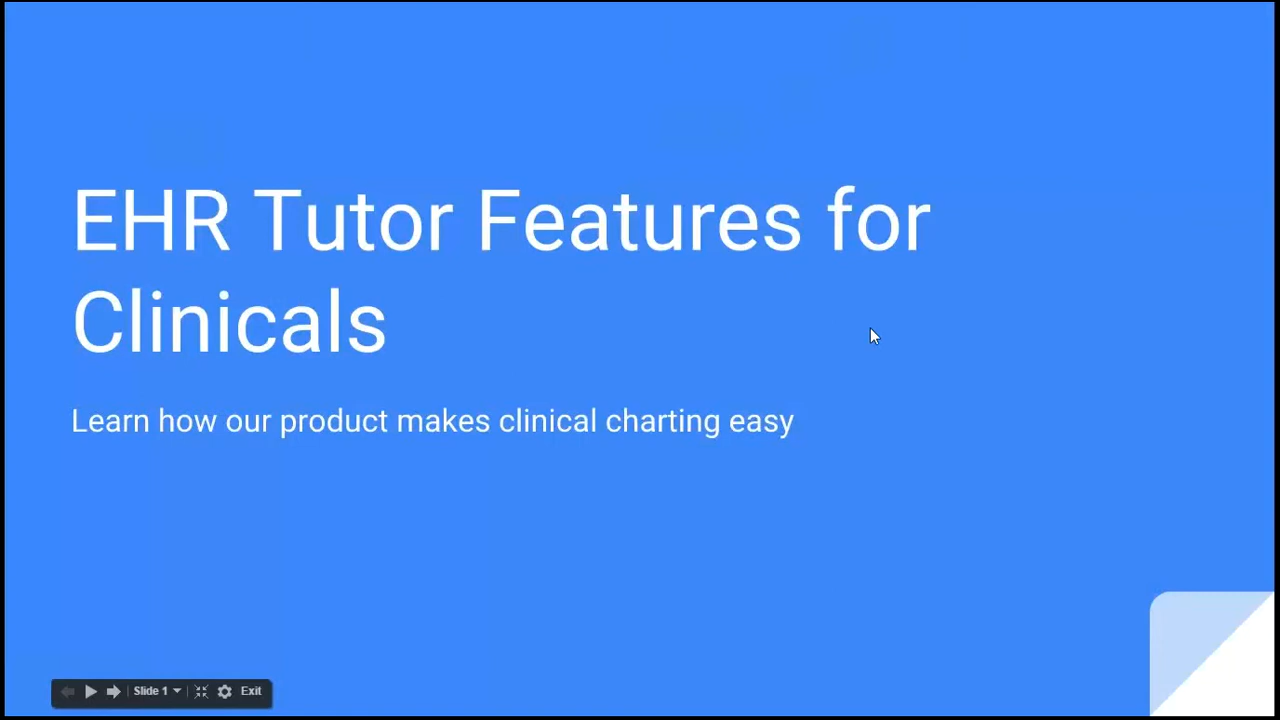 EHR Tutor Features for
Clinicals
Learn how our product makes clinical charting easy
Slide 1
Exit